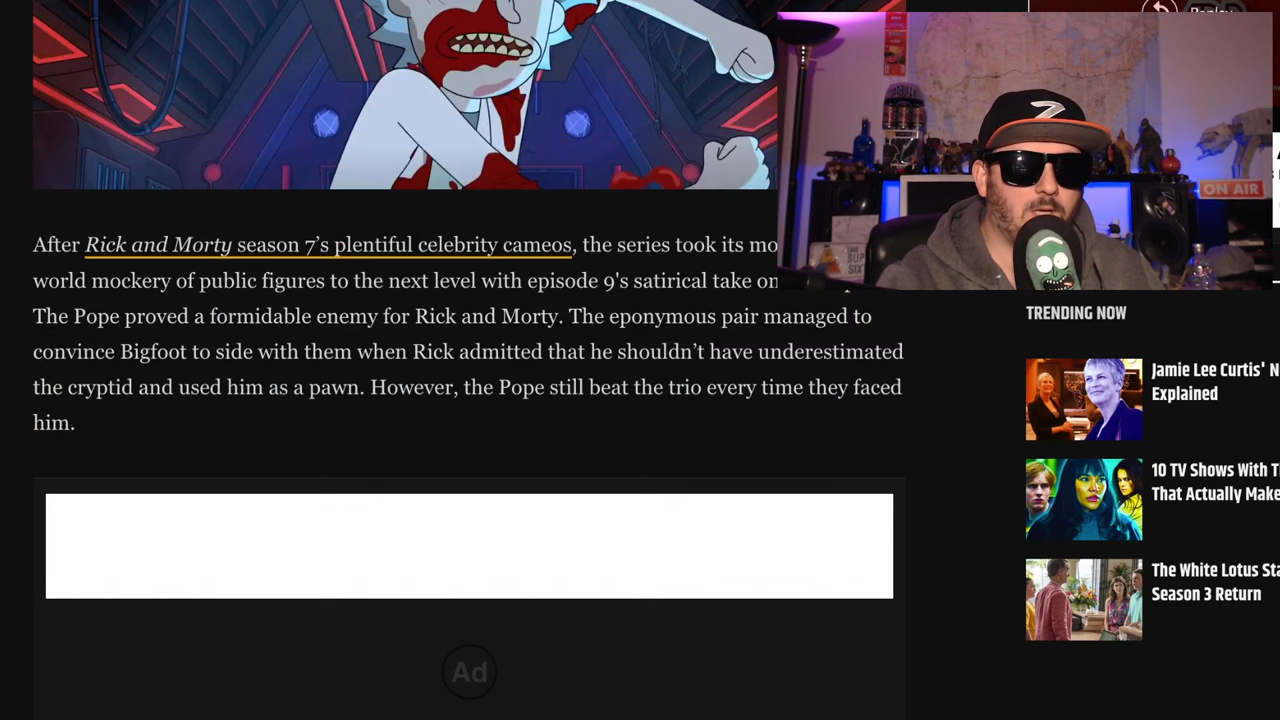 After Rick and Morty season 7’s plentiful celebrity cameos, the series took its
world mockery of public figures to the next level with episode 9's satirical take on
The Pope proved a formidable enemy for Rick and Morty. The eponymous pair managed to
convince Bigfoot to side with them when Rick admitted that he shouldn’t have underestimated
the cryptid and used him as a pawn. However, the Pope still beat the trio every time they faced
him.
Ad
ON AIR
TRENDING NOW
Jamie Lee Curtis'
Explained
10 TV Shows With
That Actually Make
The White Lotus
Season 3 Return